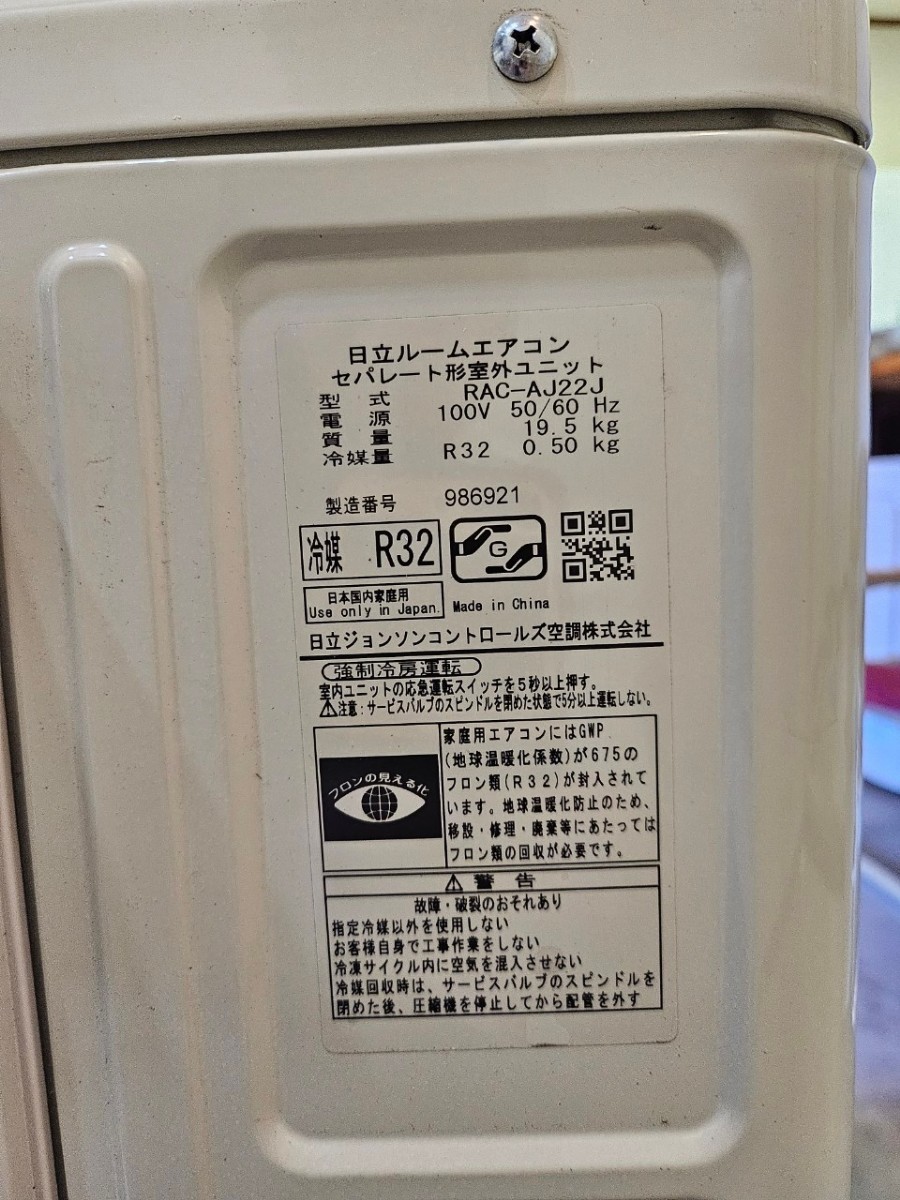 日立ルームエアコン
セパレート形室外ユニット
型式 RAC-AJ22J
電源 100V 50/60 Hz
質量 19.5 kg
冷媒量 R32 0.50 kg
製造番号 986921
冷媒 R32
G
日本国内家庭用
Use only in Japan.
Made in China
日立ジョンソンコントロールズ空調株式会社
強制冷房運転
室内ユニットの応急運転スイッチを5秒以上押す。
⚠注意:サービスバルブのスピンドルを閉めた状態で5分以上運転しない。
フロンの見える化
家庭用エアコンにはGWP
(地球温暖化係数)が675の
フロン類(R32)が封入されて
います。地球温暖化防止のため、
移設・修理・廃棄等にあたっては
フロン類の回収が必要です。
⚠警告
故障・破裂のおそれあり
指定冷媒以外を使用しない
お客様自身で工事作業をしない
冷凍サイクル内に空気を混入させない
冷媒回収時は、サービスバルブのスピンドルを
閉めた後、圧縮機を停止してから配管を外す